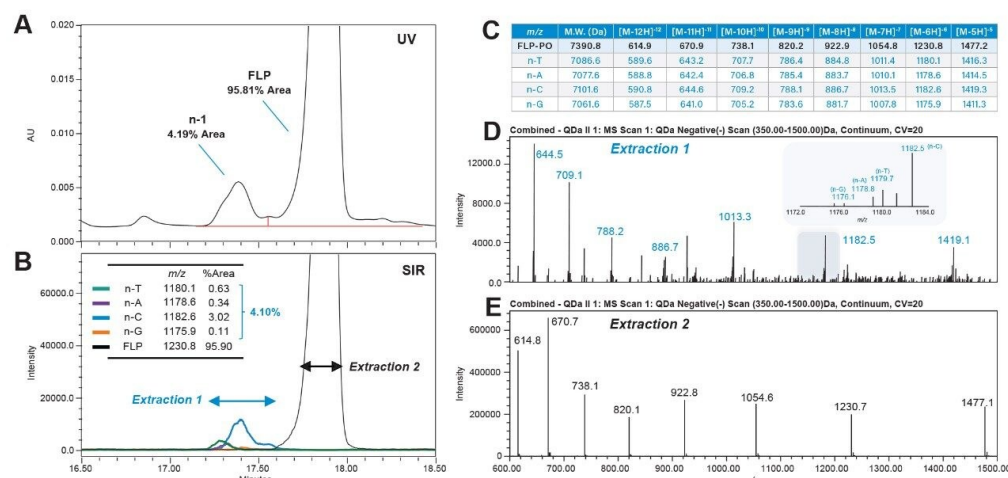 A
UV
0.020
0.015
0.010
0.005
0.000
AU
FLP
95.81% Area
n-1
4.19% Area
B
SIR
m/z %Area
n-T 1180.1 0.63
n-A 1178.6 0.34
n-C 1182.6 3.02
n-G 1175.9 0.11
FLP 1230.8 95.90
4.10%
60000.0
40000.0
20000.0
0.0
Intensity
Extraction 1
Extraction 2
16.50 17.00 17.50 18.00 18.50
C
m/z M.W. (Da) [M-12H]-12 [M-11H]-11 [M-10H]-10 [M-9H]-9 [M-8H]-8 [M-7H]-7 [M-6H]-6 [M-5H]-5
FLP-PO 7390.8 614.9 670.9 738.1 820.2 922.9 1054.8 1230.8 1477.2
n-T 7086.6 589.6 643.2 707.7 786.4 884.8 1011.4 1180.1 1416.3
n-A 7077.6 588.8 642.4 706.8 785.4 883.7 1010.1 1178.6 1414.5
n-C 7101.6 590.8 644.6 709.2 788.1 886.7 1013.5 1182.6 1419.3
n-G 7061.6 587.5 641.0 705.2 783.6 881.7 1007.8 1175.9 1411.3
D
Combined - QDa II 1: MS Scan 1: QDa Negative(-) Scan (350.00-1500.00)Da, Continuum, CV=20
Extraction 1
12000.0
8000.0
4000.0
0.0
Intensity
644.5
709.1
788.2
886.7
1013.3
1182.5
1419.1
1182.5 (n-C)
(n-T)
1179.7
(n-A)
1178.8
(n-G)
1176.1
1172.0 1176.0 1180.0 1184.0
m/z
E
Combined - QDa II 1: MS Scan 1: QDa Negative(-) Scan (350.00-1500.00)Da, Continuum, CV=20
Extraction 2
600000
400000
200000
0
Intensity
614.8
670.7
738.1
820.1
922.8
1054.6
1230.7
1477.1
600.00 700.00 800.00 900.00 1000.00 1100.00 1200.00 1300.00 1400.00 1500.00